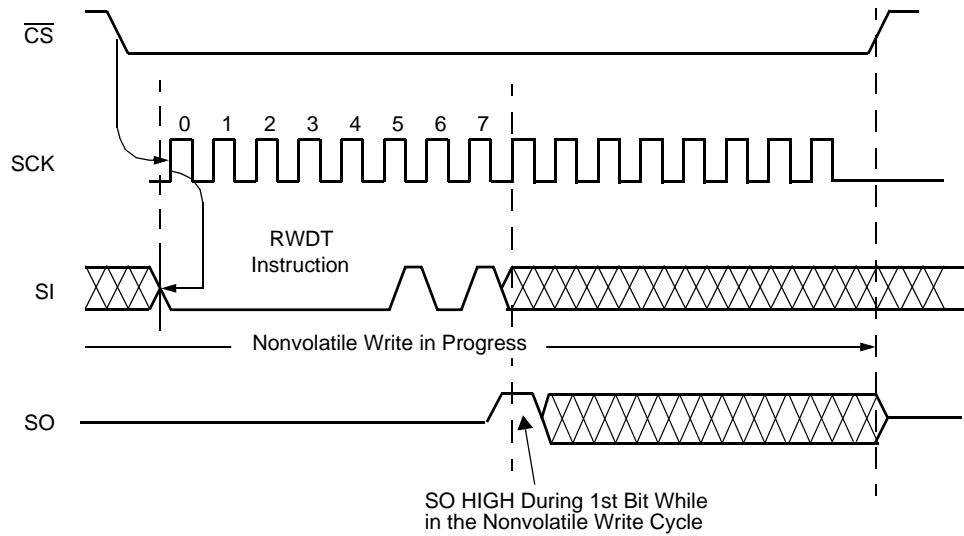 CS
0 1 2 3 4 5 6 7
SCK
RWDT
Instruction
SI
Nonvolatile Write in Progress
SO
SO HIGH During 1st Bit While
in the Nonvolatile Write Cycle